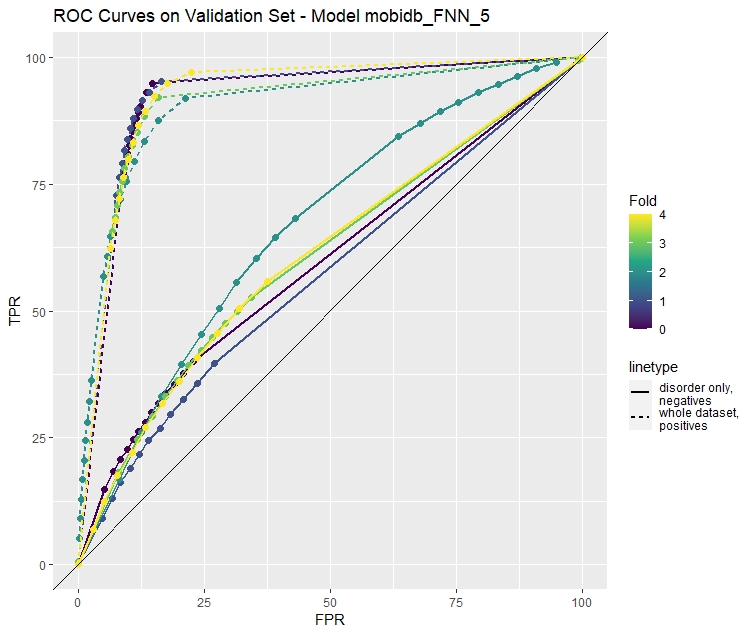 ROC Curves on Validation Set - Model mobidb_FNN_5
100
75
50
25
0
TPR
0
25
50
75
100
FPR
Fold
4
3
2
1
0
linetype
disorder only,
negatives
whole dataset,
positives